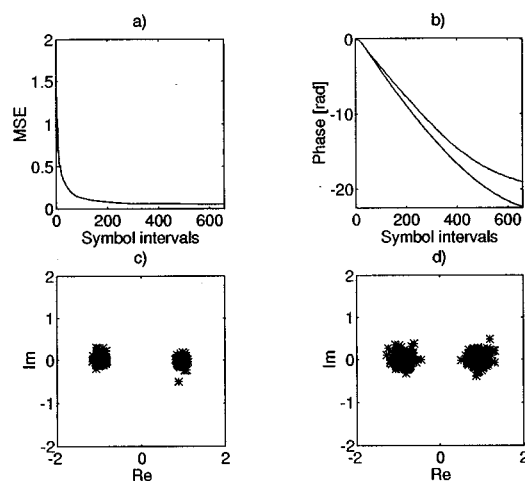 a)
2
1.5
1
0.5
0
MSE
0 200 400 600
Symbol intervals
b)
0
-10
-20
Phase [rad]
0 200 400 600
Symbol intervals
c)
2
1
0
-1
-2
Im
-2 0 2
Re
d)
2
1
0
-1
-2
Im
-2 0 2
Re